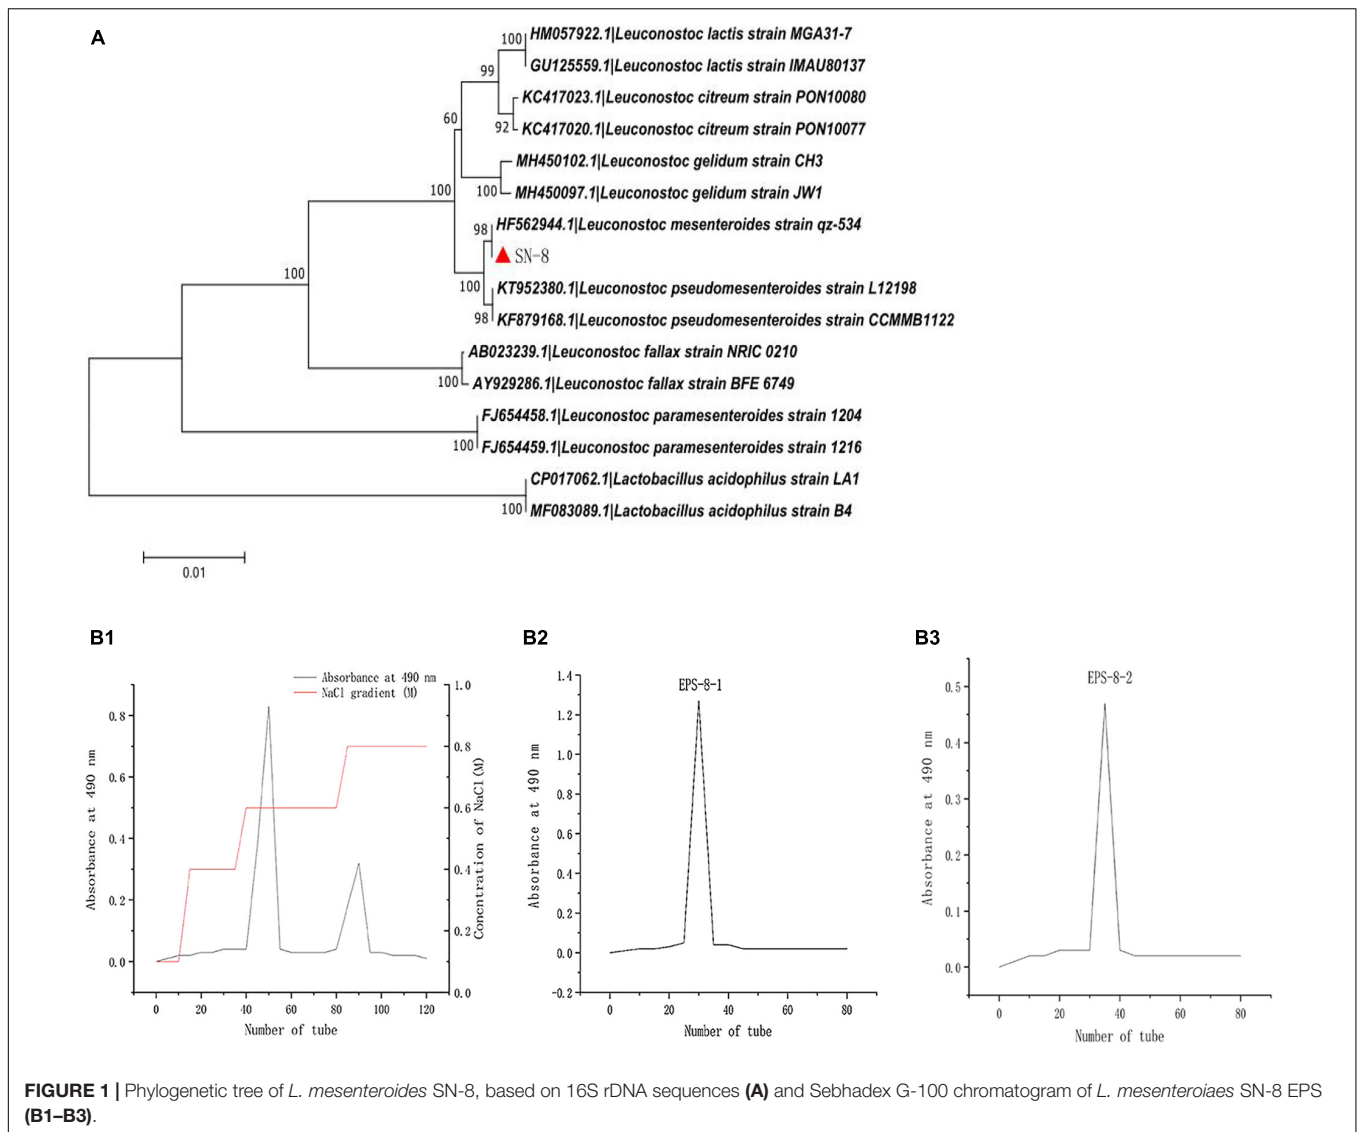 A
100
HM057922.1|Leuconostoc lactis strain MGA31-7
GU125559.1|Leuconostoc lactis strain IMAU80137
99
KC417023.1|Leuconostoc citreum strain PON10080
92
KC417020.1|Leuconostoc citreum strain PON10077
60
MH450102.1|Leuconostoc gelidum strain CH3
100
100
MH450097.1|Leuconostoc gelidum strain JW1
98
HF562944.1|Leuconostoc mesenteroides strain qz-534
SN-8
100
100
KT952380.1|Leuconostoc pseudomesenteroides strain L12198
98
KF879168.1|Leuconostoc pseudomesenteroides strain CCMMB1122
AB023239.1|Leuconostoc fallax strain NRIC 0210
100
AY929286.1|Leuconostoc fallax strain BFE 6749
FJ654458.1|Leuconostoc paramesenteroides strain 1204
100
FJ654459.1|Leuconostoc paramesenteroides strain 1216
CP017062.1|Lactobacillus acidophilus strain LA1
100
MF083089.1|Lactobacillus acidophilus strain B4
0.01
B1
Absorbance at 490 nm
NaCl gradient (M)
0.8
0.6
0.4
0.2
0.0
Absorbance at 490 nm
1.0
0.8
0.6
0.4
0.2
0.0
Concentration of NaCl(M)
0 20 40 60 80 100 120
Number of tube
B2
EPS-8-1
1.4
1.2
1.0
0.8
0.6
0.4
0.2
0.0
-0.2
Absorbance at 490 nm
0 20 40 60 80
Number of tube
B3
EPS-8-2
0.5
0.4
0.3
0.2
0.1
0.0
Absorbance at 490 nm
0 20 40 60 80
Number of tube
FIGURE 1 | Phylogenetic tree of L. mesenteroides SN-8, based on 16S rDNA sequences (A) and Sebhadex G-100 chromatogram of L. mesenteroiaes SN-8 EPS
(B1–B3).